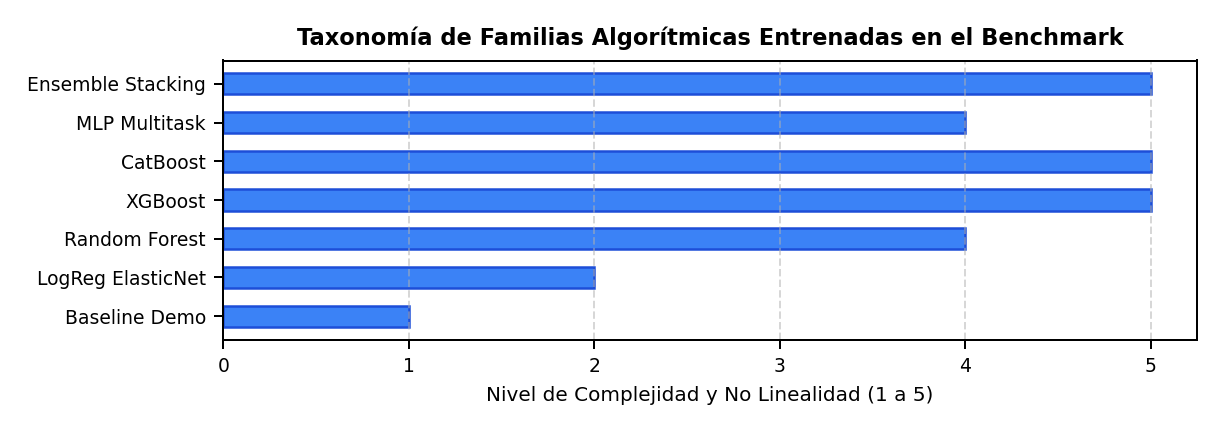 Taxonomía de Familias Algorítmicas Entrenadas en el Benchmark
Ensemble Stacking
MLP Multitask
CatBoost
XGBoost
Random Forest
LogReg ElasticNet
Baseline Demo
0 1 2 3 4 5
Nivel de Complejidad y No Linealidad (1 a 5)